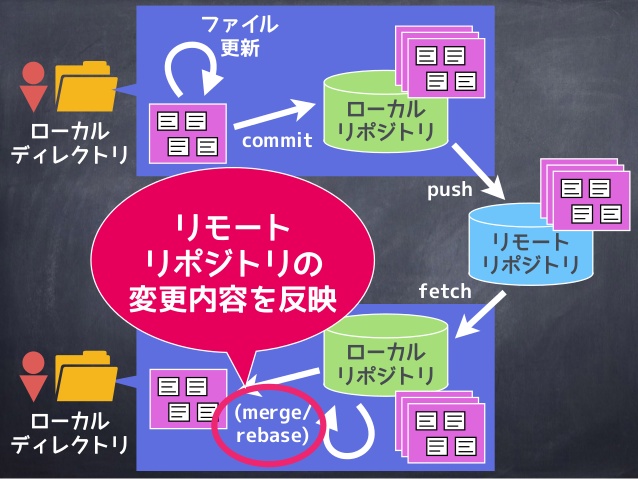 ファイル
更新
ローカル
ディレクトリ
commit
ローカル
リポジトリ
push
リモート
リポジトリ
リモート
リポジトリの
変更内容を反映
fetch
ローカル
リポジトリ
ローカル
ディレクトリ
(merge/
rebase)